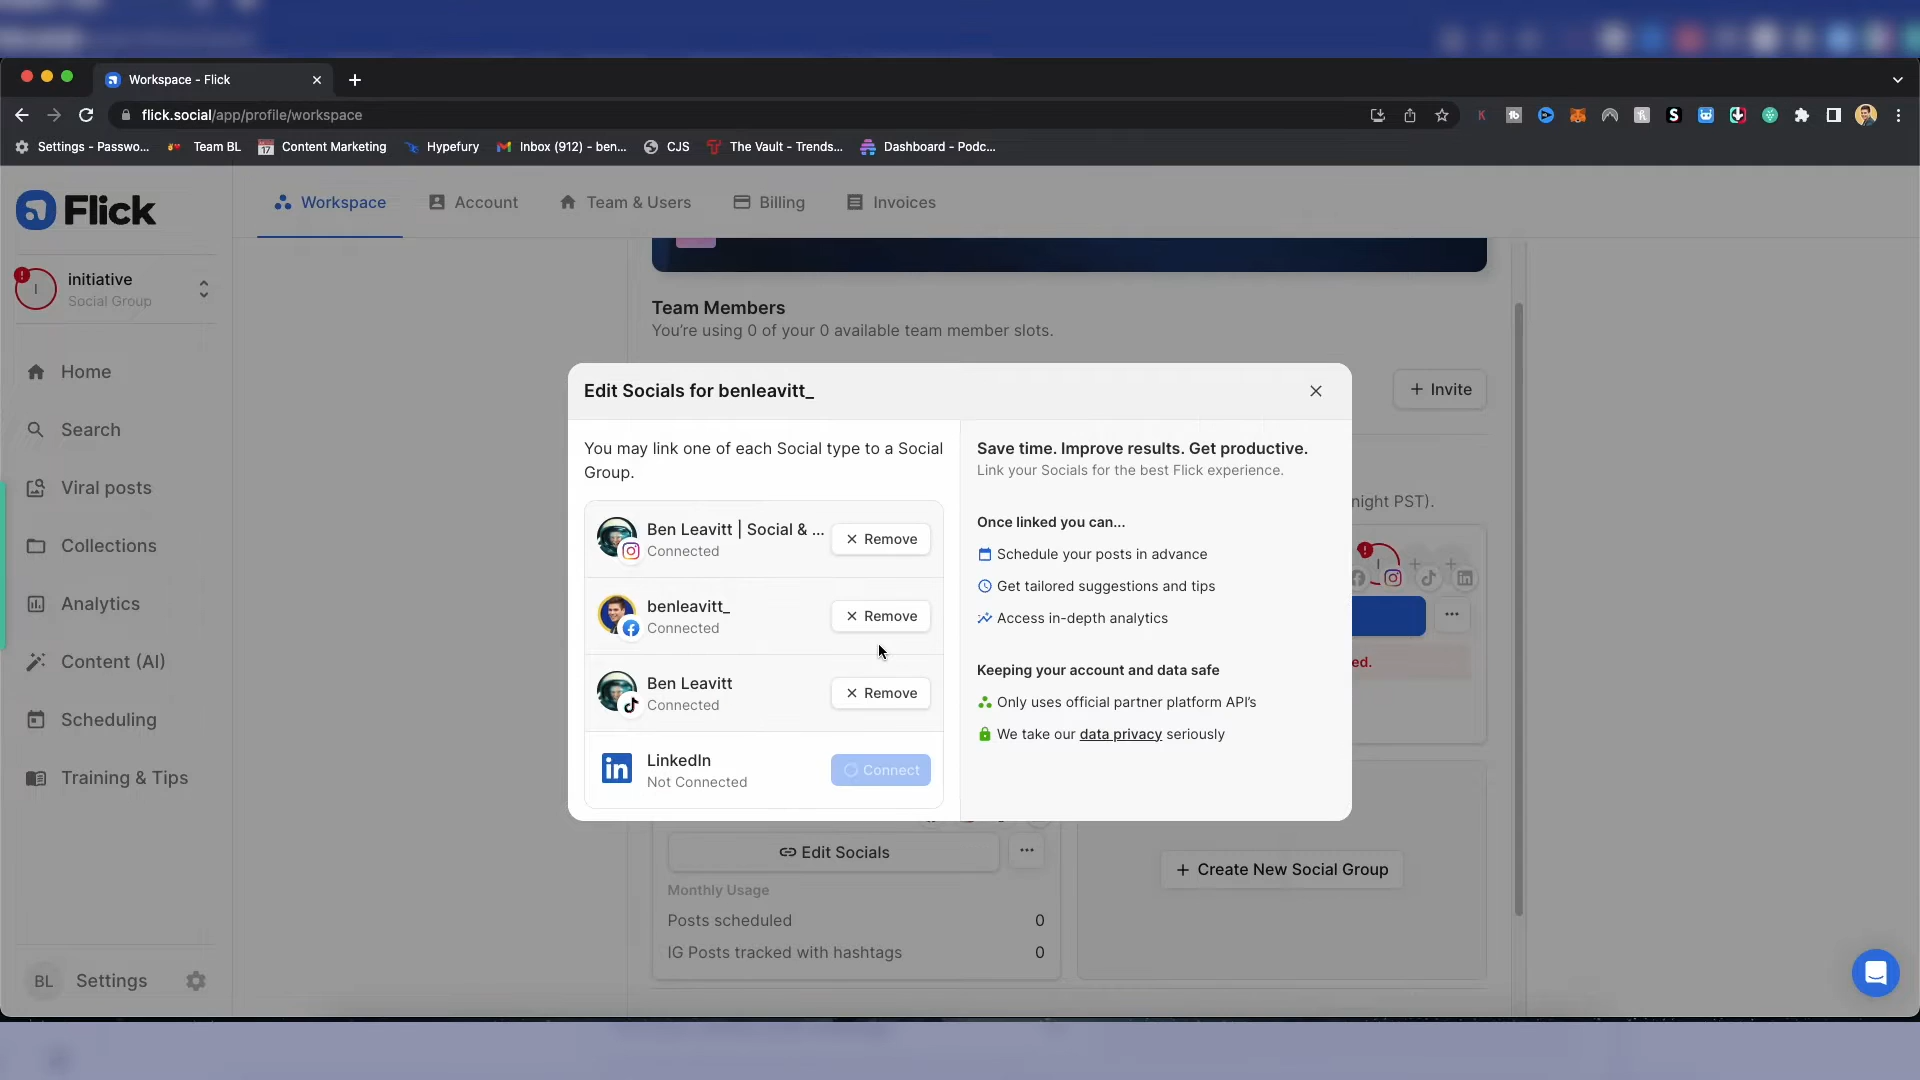 Workspace - Flick
flick.social/app/profile/workspace
Settings - Passwo...
Team BL
Content Marketing
Hypefury
Inbox (912) - ben...
CJS
The Vault - Trends...
Dashboard - Podc...
Flick
Workspace
Account
Team & Users
Billing
Invoices
initiative
Social Group
Home
Search
Viral posts
Collections
Analytics
Content (AI)
Scheduling
Training & Tips
BL
Settings
Team Members
You're using 0 of your 0 available team member slots.
+ Invite
night PST).
ed.
Edit Socials for benleavitt_
You may link one of each Social type to a Social
Group.
Ben Leavitt | Social & ...
Connected
Remove
benleavitt_
Connected
Remove
Ben Leavitt
Connected
Remove
LinkedIn
Not Connected
Connect
Save time. Improve results. Get productive.
Link your Socials for the best Flick experience.
Once linked you can...
Schedule your posts in advance
Get tailored suggestions and tips
Access in-depth analytics
Keeping your account and data safe
Only uses official partner platform API's
We take our data privacy seriously
Edit Socials
Monthly Usage
Posts scheduled 0
IG Posts tracked with hashtags 0
+ Create New Social Group